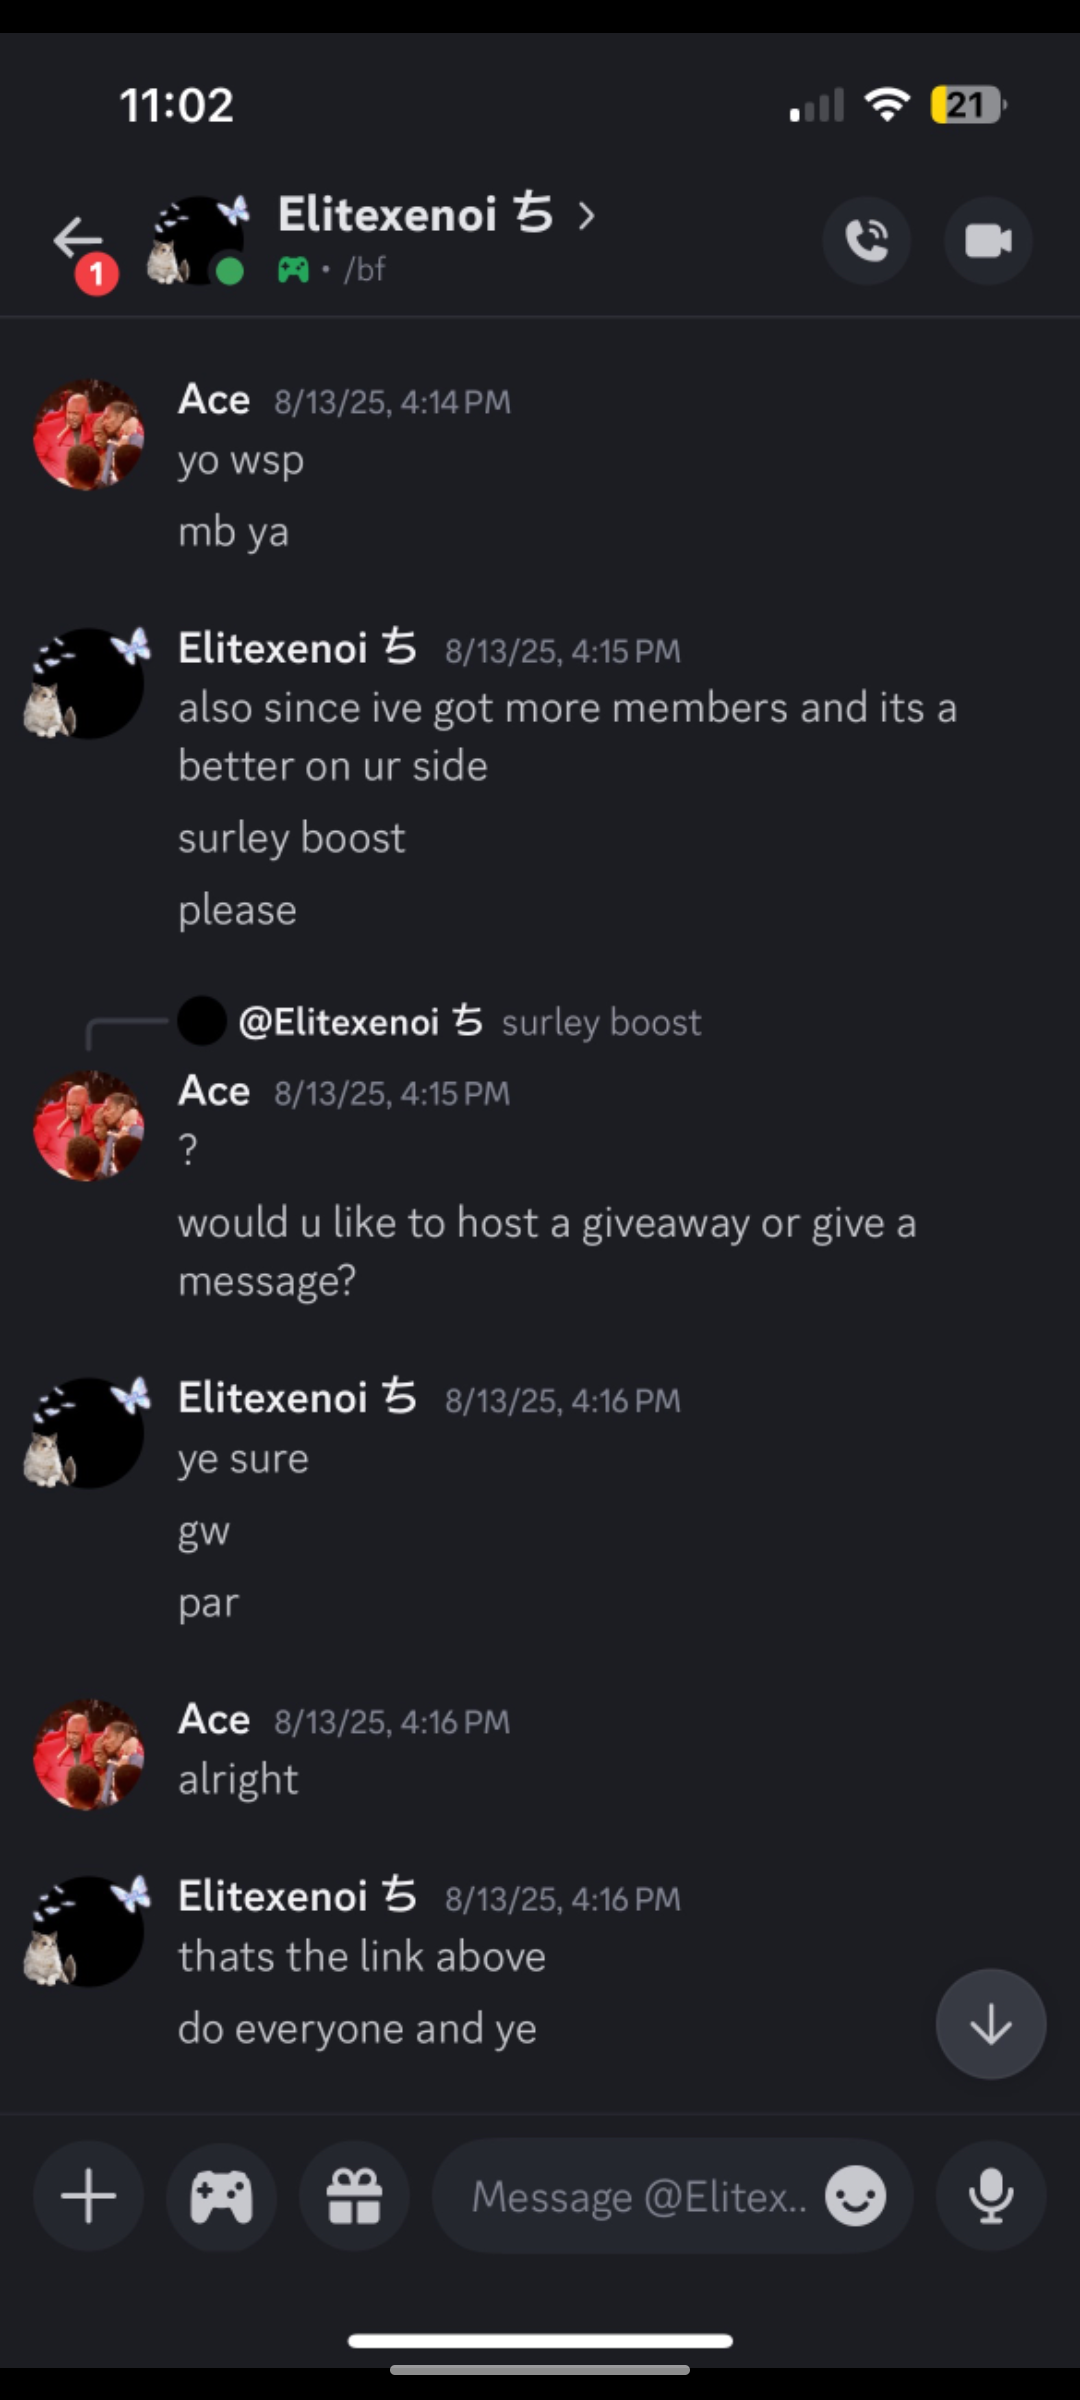 11:02
21
Elitexenoi ち
1
• /bf
Ace 8/13/25, 4:14 PM
yo wsp
mb ya
Elitexenoi ち 8/13/25, 4:15 PM
also since ive got more members and its a
better on ur side
surley boost
please
@Elitexenoi ち surley boost
Ace 8/13/25, 4:15 PM
?
would u like to host a giveaway or give a
message?
Elitexenoi ち 8/13/25, 4:16 PM
ye sure
gw
par
Ace 8/13/25, 4:16 PM
alright
Elitexenoi ち 8/13/25, 4:16 PM
thats the link above
do everyone and ye
Message @Elitex..